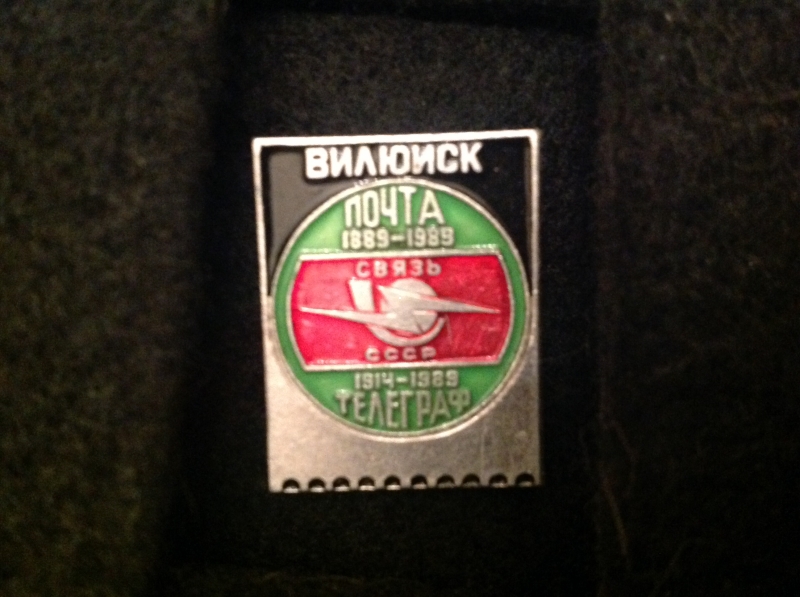 ВИЛЮЙСК
ПОЧТА
1889-1989
СВЯЗЬ
СССР
1914-1989
ТЕЛЕГРАФ